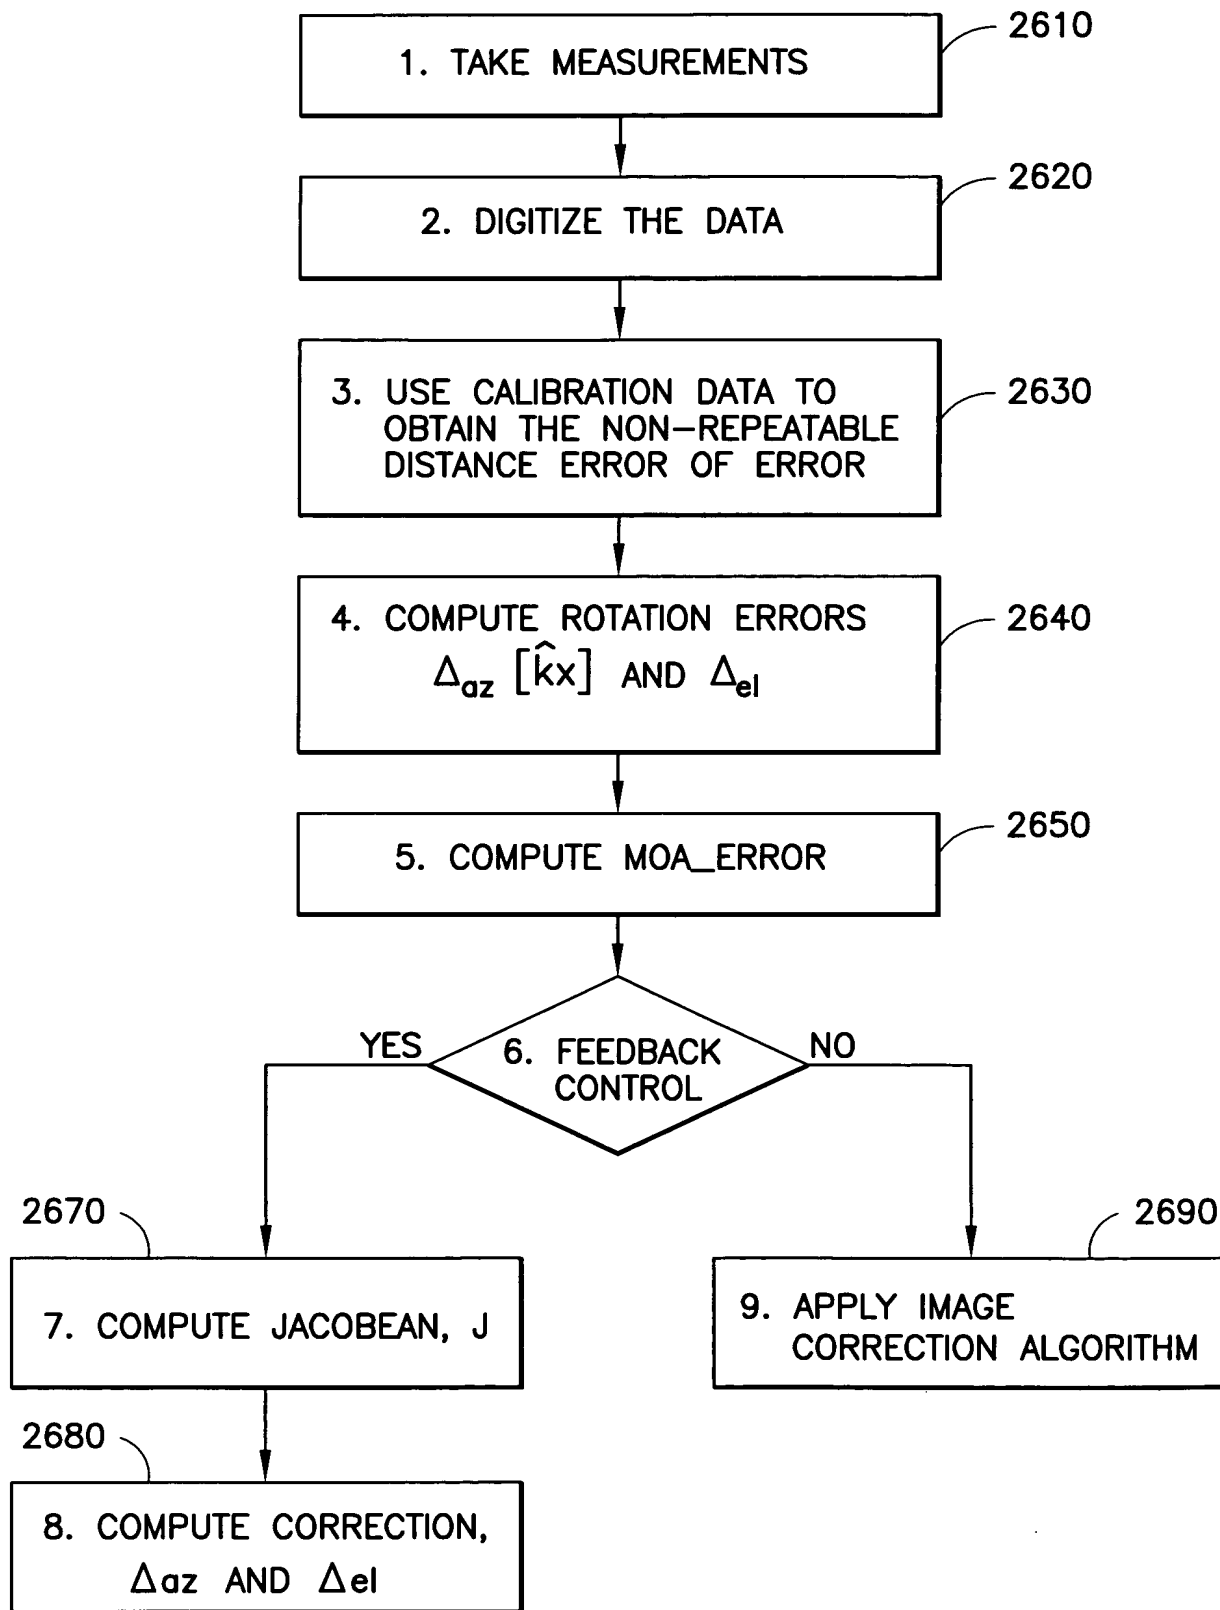 1. TAKE MEASUREMENTS
2610
2. DIGITIZE THE DATA
2620
3. USE CALIBRATION DATA TO
OBTAIN THE NON-REPEATABLE
DISTANCE ERROR OF ERROR
2630
4. COMPUTE ROTATION ERRORS
Δaz [k̂x] AND Δel
2640
5. COMPUTE MOA_ERROR
2650
YES
6. FEEDBACK
CONTROL
NO
2670
7. COMPUTE JACOBEAN, J
2690
9. APPLY IMAGE
CORRECTION ALGORITHM
2680
8. COMPUTE CORRECTION,
Δaz AND Δel